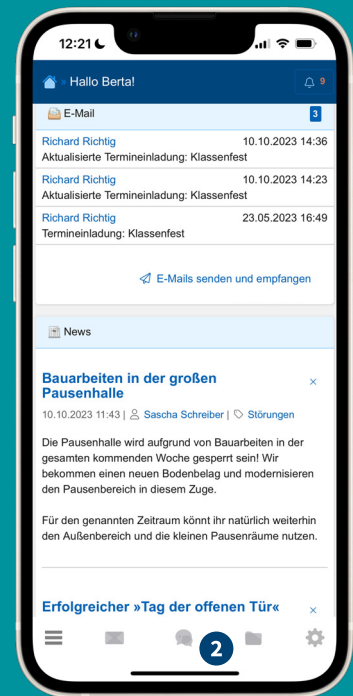 12:21
» Hallo Berta! 9
E-Mail 3
Richard Richtig 10.10.2023 14:36
Aktualisierte Termineinladung: Klassenfest
Richard Richtig 10.10.2023 14:23
Aktualisierte Termineinladung: Klassenfest
Richard Richtig 23.05.2023 16:49
Termineinladung: Klassenfest
E-Mails senden und empfangen
News
Bauarbeiten in der großen
Pausenhalle ×
10.10.2023 11:43 | Sascha Schreiber | Störungen
Die Pausenhalle wird aufgrund von Bauarbeiten in der
gesamten kommenden Woche gesperrt sein! Wir
bekommen einen neuen Bodenbelag und modernisieren
den Pausenbereich in diesem Zuge.
Für den genannten Zeitraum könnt ihr natürlich weiterhin
den Außenbereich und die kleinen Pausenräume nutzen.
Erfolgreicher »Tag der offenen Tür« ×
2